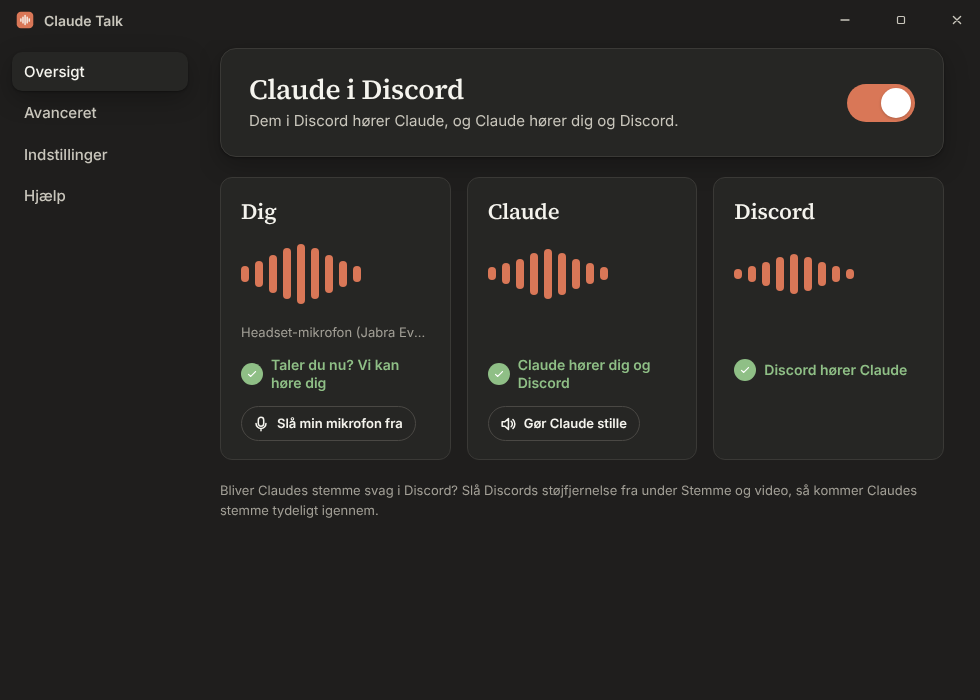 Claude Talk
Oversigt
Avanceret
Indstillinger
Hjælp
Claude i Discord
Dem i Discord hører Claude, og Claude hører dig og Discord.
Dig
Headset-mikrofon (Jabra Ev...
Taler du nu? Vi kan
høre dig
Slå min mikrofon fra
Claude
Claude hører dig og
Discord
Gør Claude stille
Discord
Discord hører Claude
Bliver Claudes stemme svag i Discord? Slå Discords støjfjernelse fra under Stemme og video, så kommer Claudes
stemme tydeligt igennem.